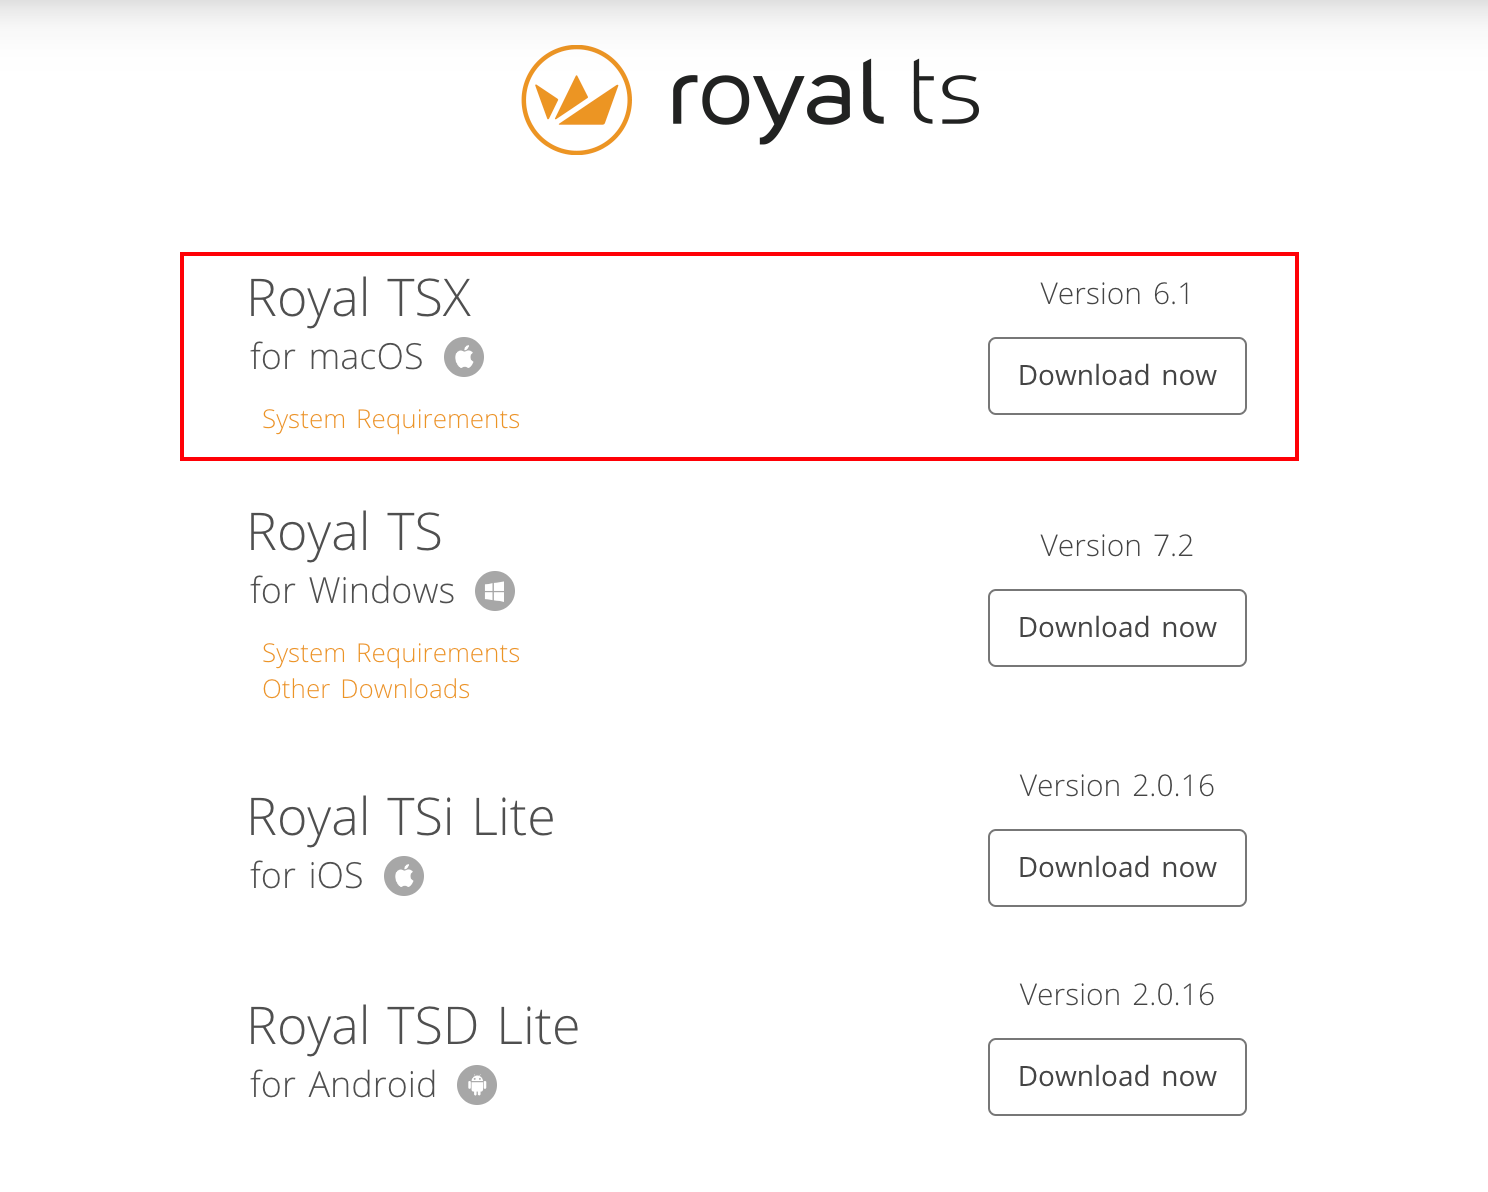 royal ts
Royal TSX
for macOS
System Requirements
Version 6.1
Download now
Royal TS
for Windows
System Requirements
Other Downloads
Version 7.2
Download now
Royal TSi Lite
for iOS
Version 2.0.16
Download now
Royal TSD Lite
for Android
Version 2.0.16
Download now